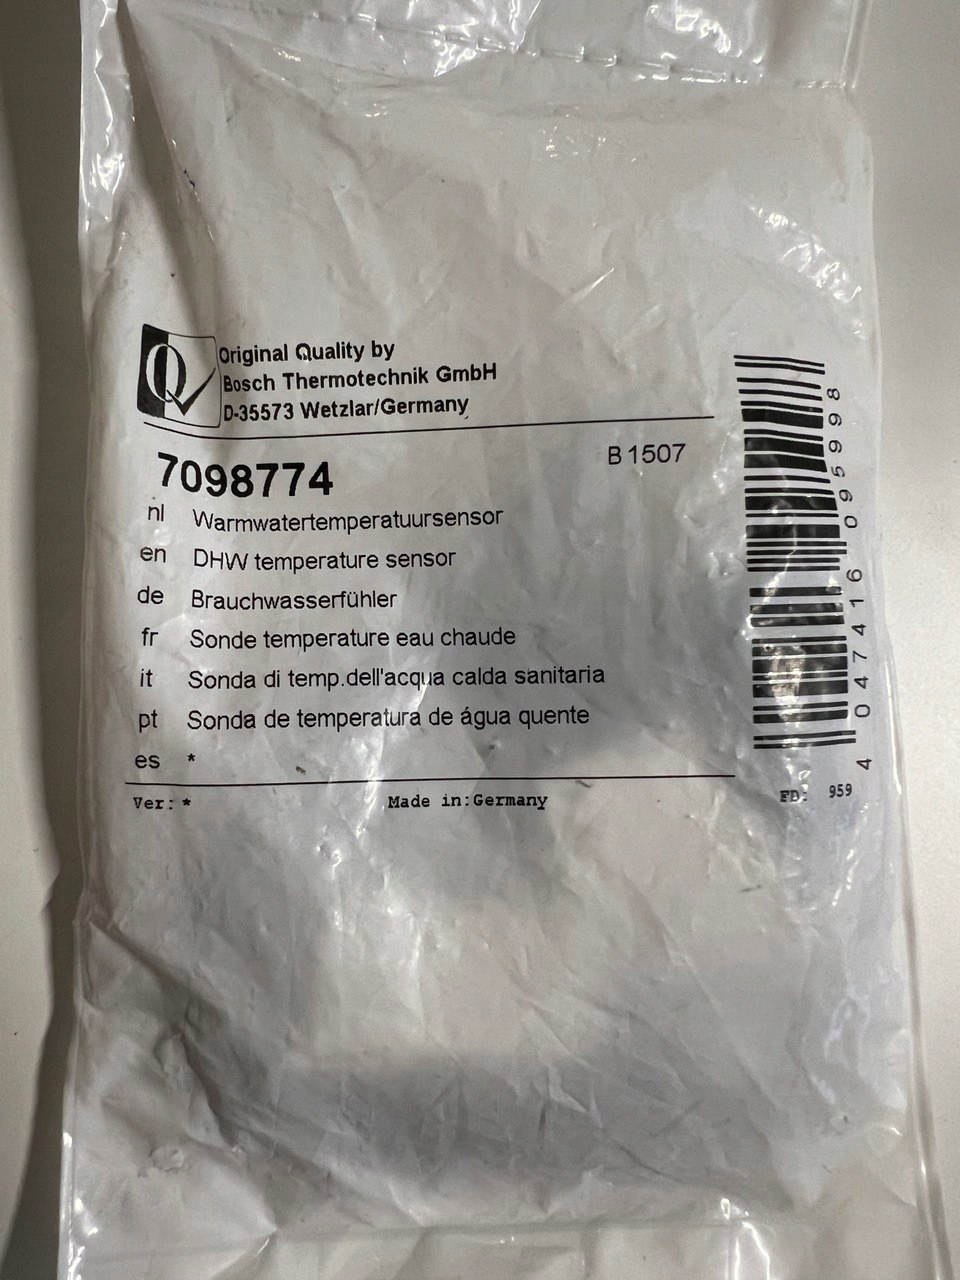 Q
Original Quality by
Bosch Thermotechnik GmbH
D-35573 Wetzlar/Germany
7098774
B 1507
nl Warmwatertemperatuursensor
en DHW temperature sensor
de Brauchwasserfühler
fr Sonde temperature eau chaude
it Sonda di temp.dell'acqua calda sanitaria
pt Sonda de temperatura de água quente
es *
Ver: * Made in:Germany
FD: 959
4 047416 095998